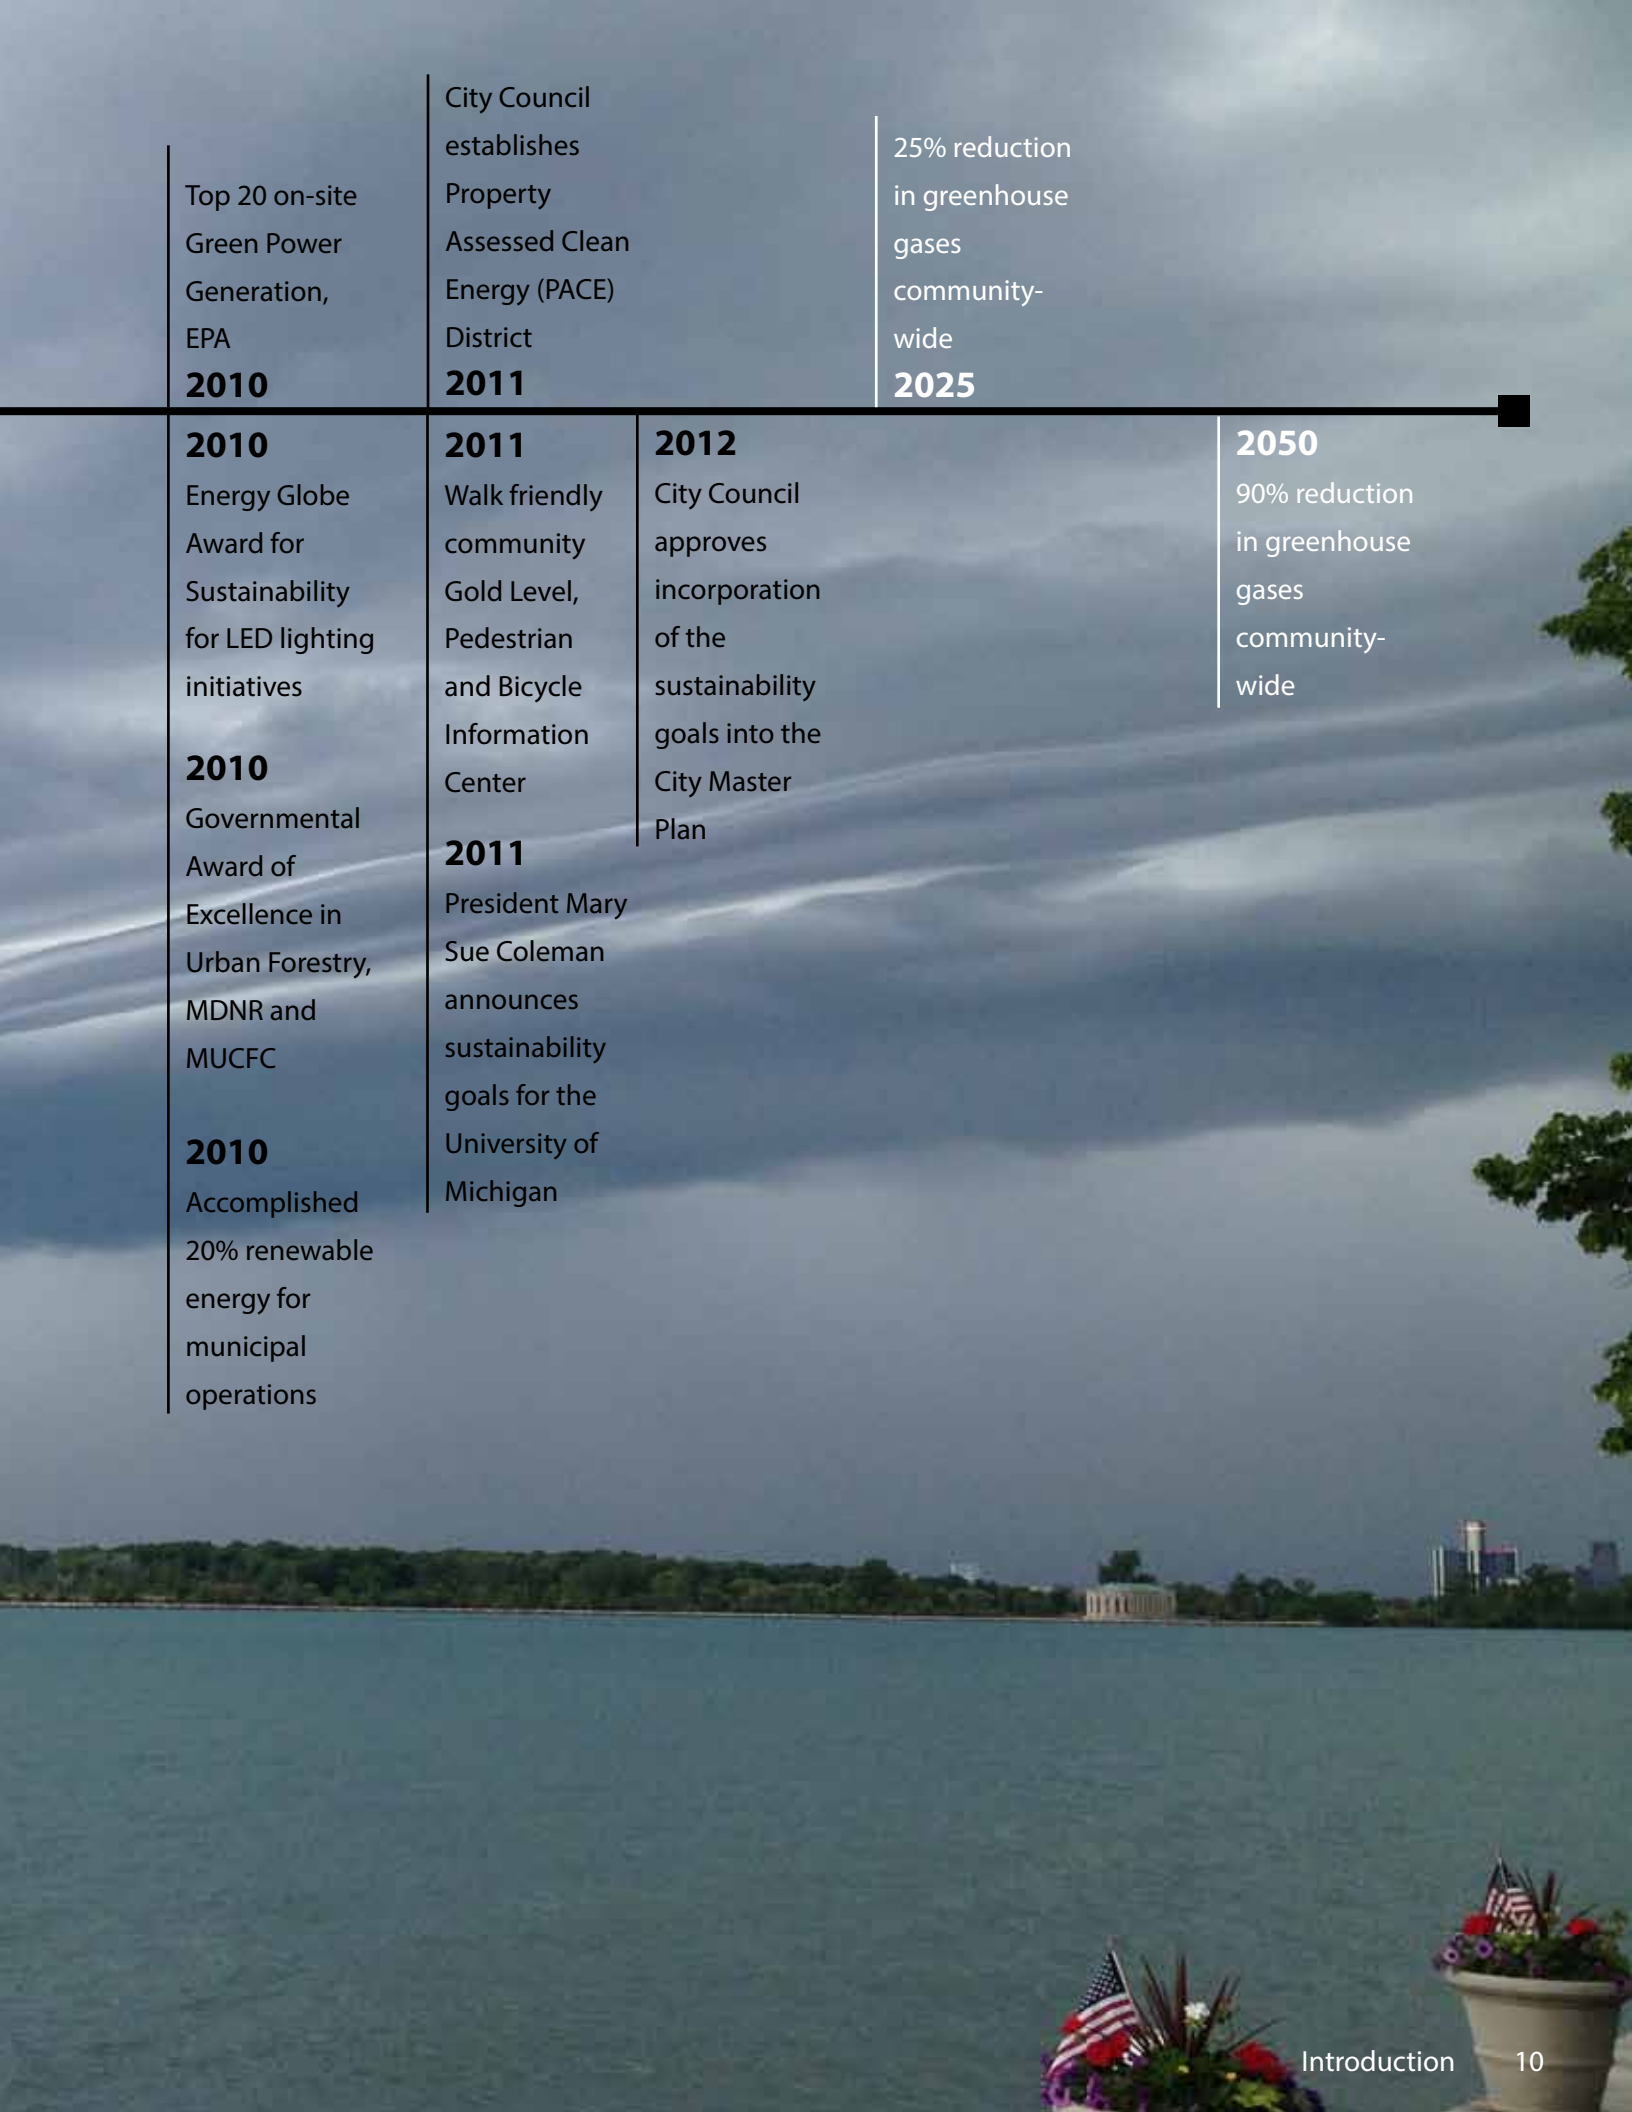 Top 20 on-site
Green Power
Generation,
EPA
2010
City Council
establishes
Property
Assessed Clean
Energy (PACE)
District
2011
25% reduction
in greenhouse
gases
community-
wide
2025
2010
Energy Globe
Award for
Sustainability
for LED lighting
initiatives
2010
Governmental
Award of
Excellence in
Urban Forestry,
MDNR and
MUCFC
2010
Accomplished
20% renewable
energy for
municipal
operations
2011
Walk friendly
community
Gold Level,
Pedestrian
and Bicycle
Information
Center
2011
President Mary
Sue Coleman
announces
sustainability
goals for the
University of
Michigan
2012
City Council
approves
incorporation
of the
sustainability
goals into the
City Master
Plan
2050
90% reduction
in greenhouse
gases
community-
wide
Introduction 10